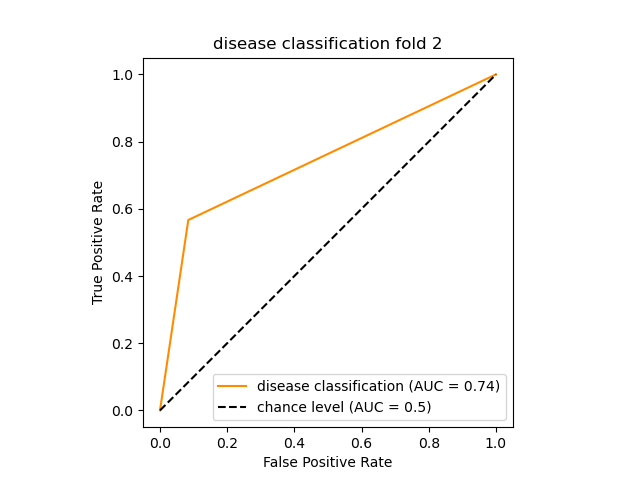 disease classification fold 2
True Positive Rate
1.0
0.8
0.6
0.4
0.2
0.0
disease classification (AUC = 0.74)
chance level (AUC = 0.5)
0.0 0.2 0.4 0.6 0.8 1.0
False Positive Rate